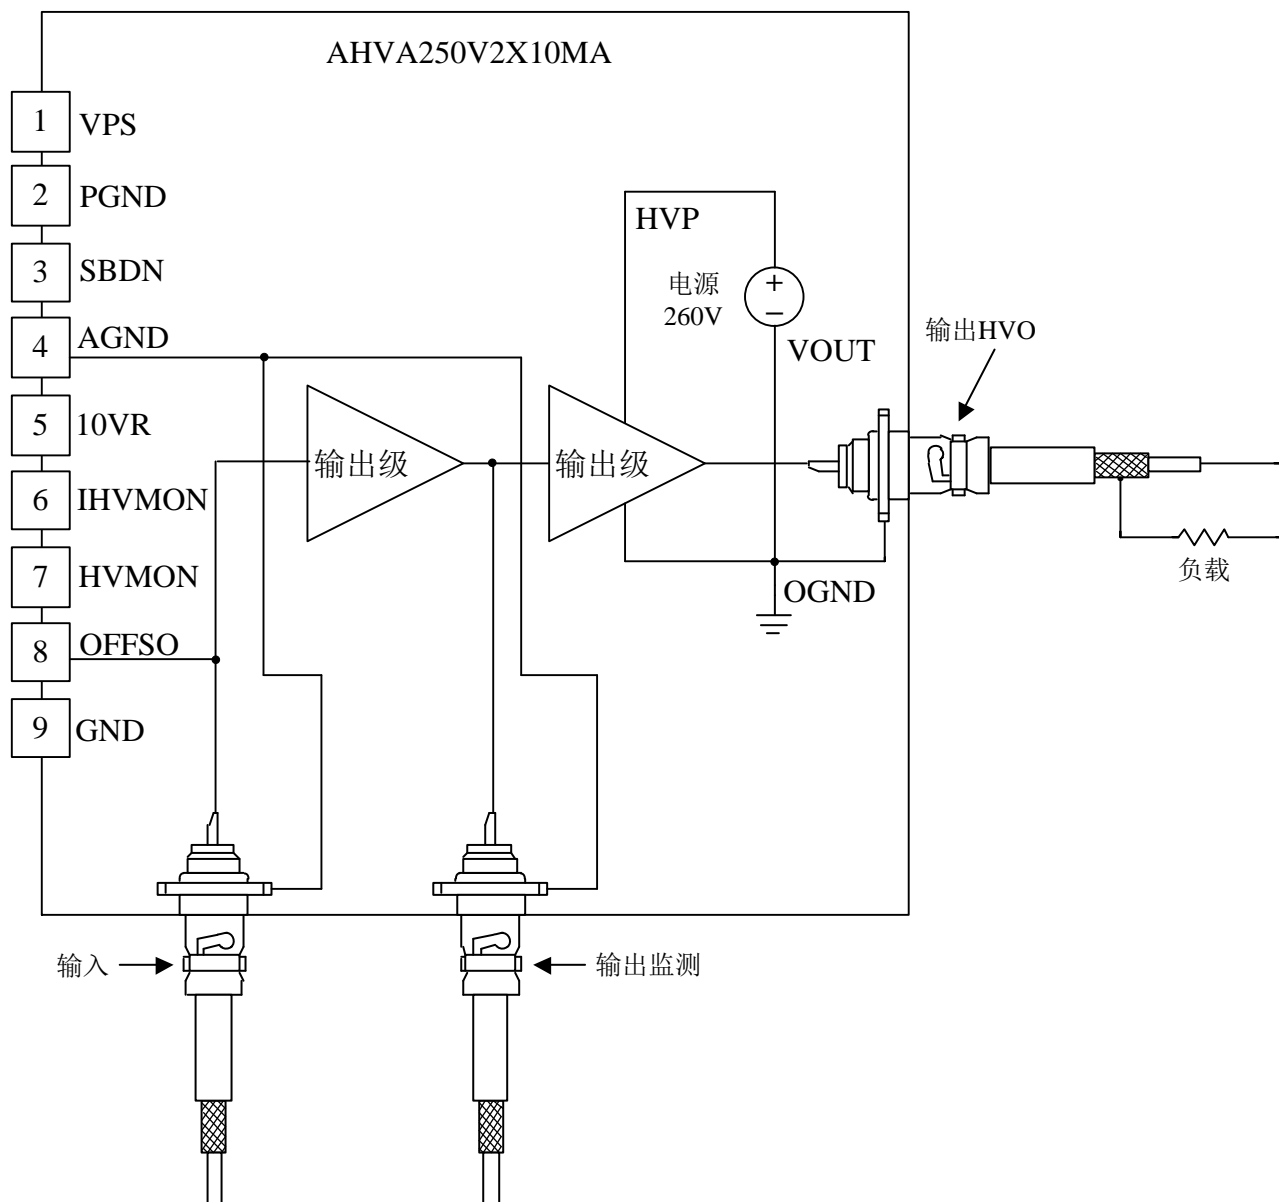 AHVA250V2X10MA
1 VPS
2 PGND
3 SBDN
4 AGND
5 10VR
6 IHVMON
7 HVMON
8 OFFSO
9 GND
HVP
电源
260V
+
−
VOUT
输出HVO
输出级
输出级
OGND
负载
输入
输出监测